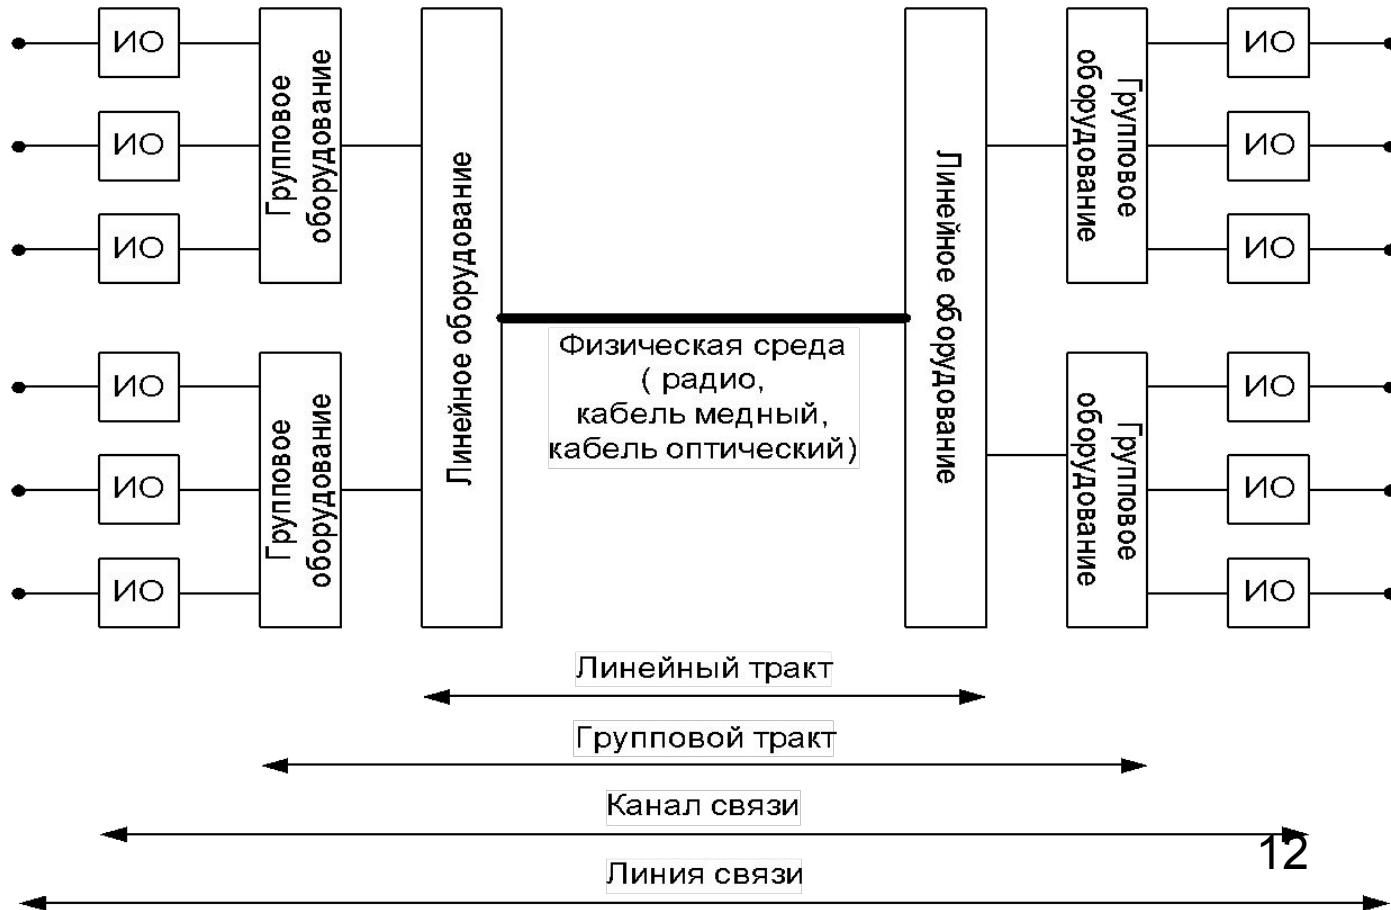 ИО
ИО
ИО
ИО
ИО
ИО
Групповое
оборудование
Групповое
оборудование
Линейное оборудование
Физическая среда
( радио,
кабель медный,
кабель оптический)
Линейное оборудование
Групповое
оборудование
Групповое
оборудование
ИО
ИО
ИО
ИО
ИО
ИО
Линейный тракт
Групповой тракт
Канал связи
12
Линия связи